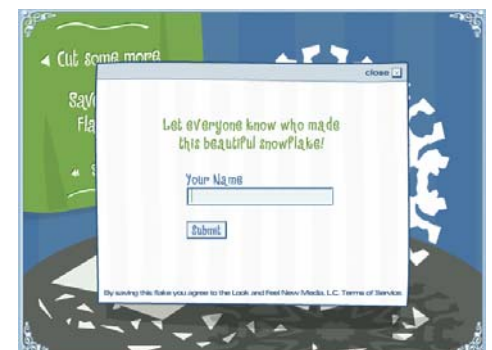 Cut some more
close
Let everyone know who made
this beautiful snowflake!
Your Name
Submit
By saving this flake you agree to the Look and Feel New Media, L.C. Terms of Service.